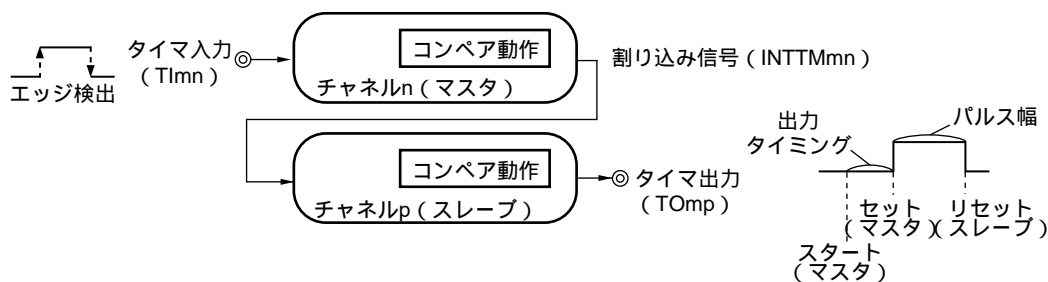 エッジ検出
タイマ入力
（TImn）
コンペア動作
チャネルn（マスタ）
割り込み信号（INTTMmn）
コンペア動作
チャネルp（スレーブ）
タイマ出力
（TOmp）
出力
タイミング
パルス幅
セット
（マスタ）
リセット
（スレーブ）
スタート
（マスタ）